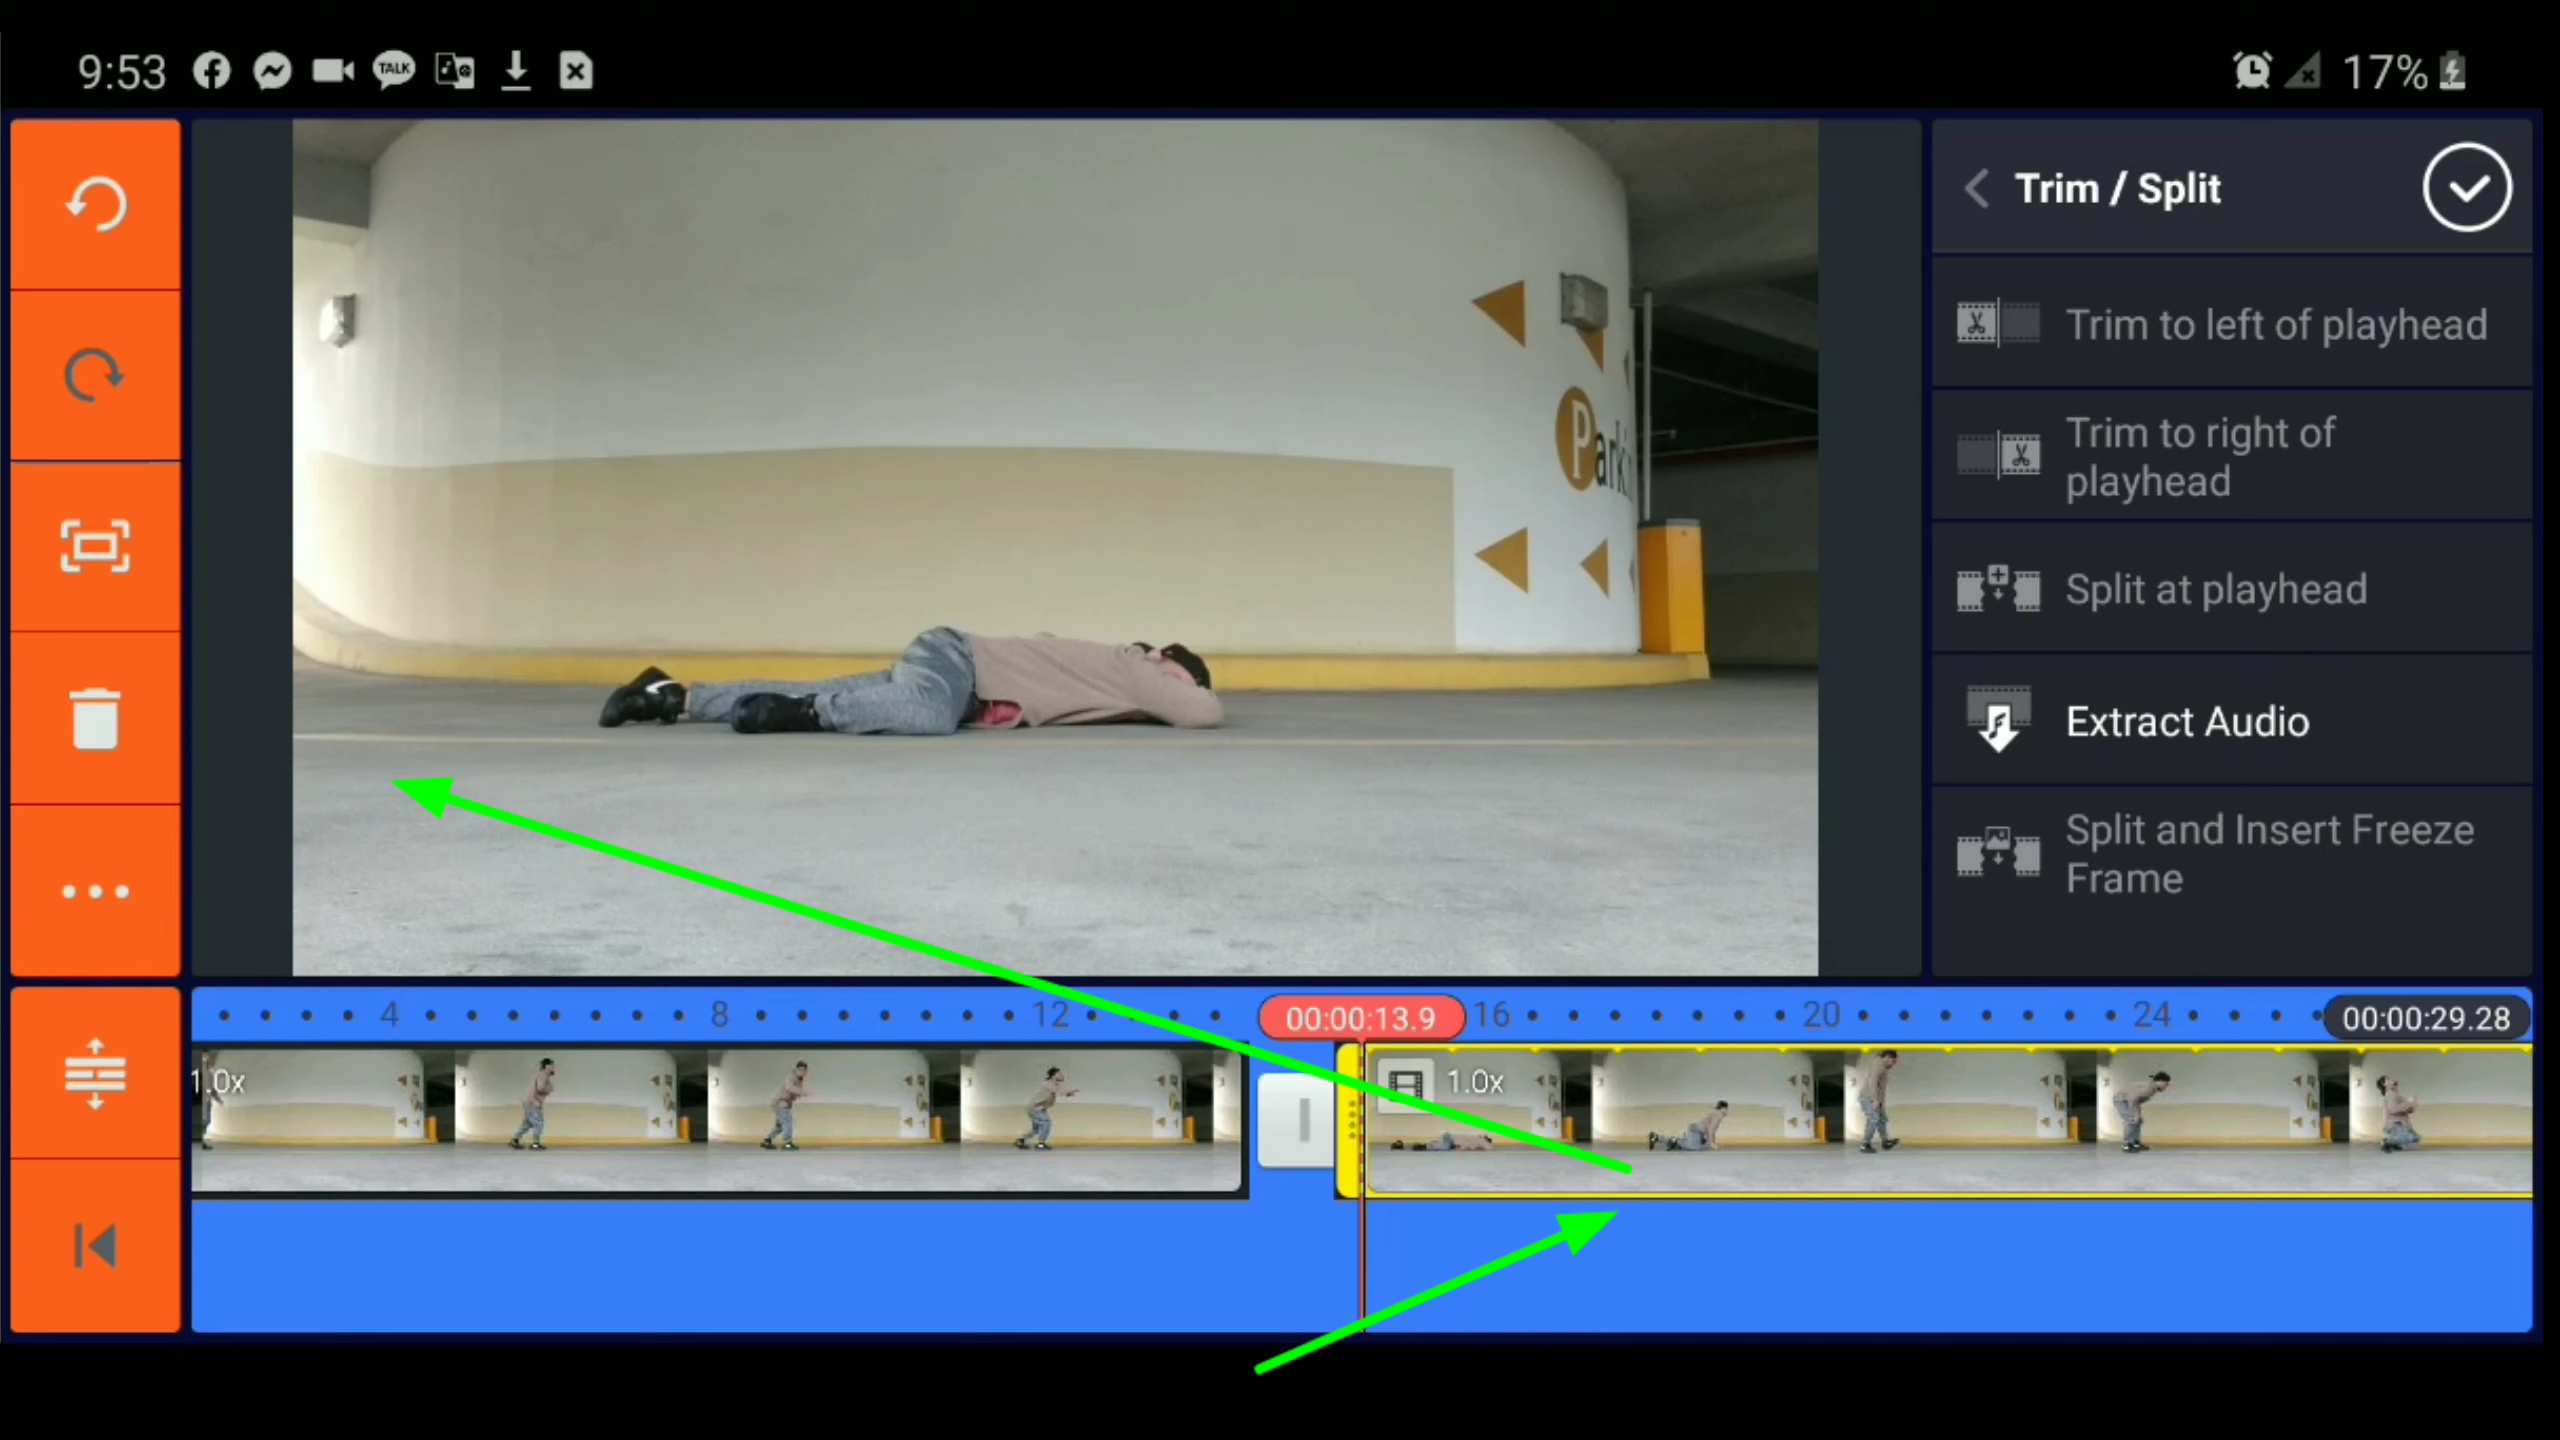 9:53 TALK 17%
Trim / Split
Trim to left of playhead
Trim to right of
playhead
Split at playhead
Extract Audio
Split and Insert Freeze
Frame
Parki
4 8 12 00:00:13.9 16 20 24 00:00:29.28
1.0x 1.0x